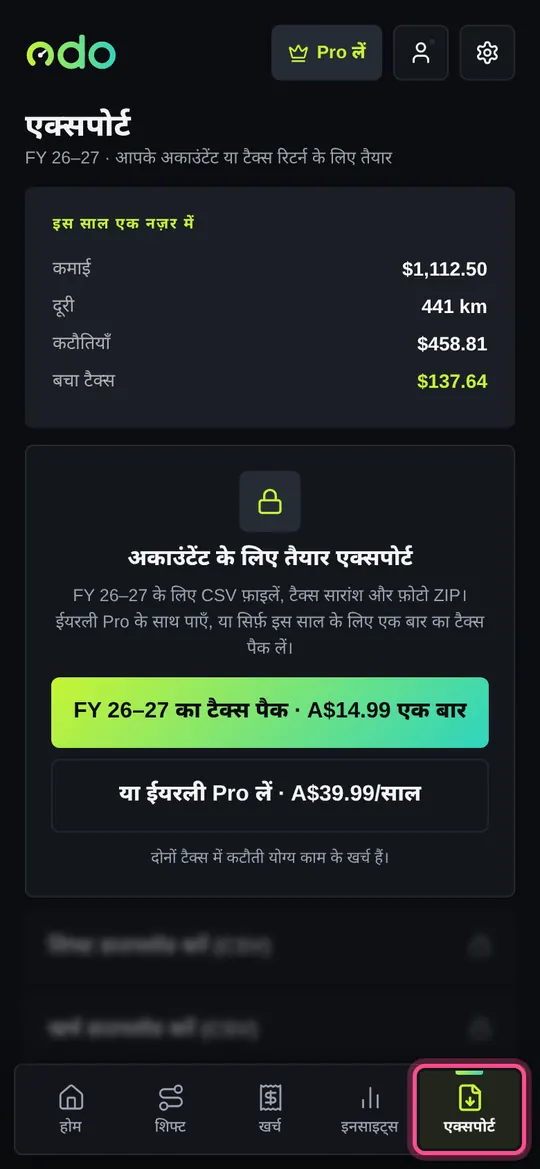 odo
Pro लें
एक्सपोर्ट
FY 26–27 · आपके अकाउंटेंट या टैक्स रिटर्न के लिए तैयार
इस साल एक नज़र में
कमाई $1,112.50
दूरी 441 km
कटौतियाँ $458.81
बचा टैक्स $137.64
अकाउंटेंट के लिए तैयार एक्सपोर्ट
FY 26–27 के लिए CSV फ़ाइलें, टैक्स सारांश और फ़ोटो ZIP।
ईयरली Pro के साथ पाएँ, या सिर्फ़ इस साल के लिए एक बार का टैक्स
पैक लें।
FY 26–27 का टैक्स पैक · A$14.99 एक बार
या ईयरली Pro लें · A$39.99/साल
दोनों टैक्स में कटौती योग्य काम के खर्च हैं।
होम शिफ्ट खर्च इनसाइट्स एक्सपोर्ट